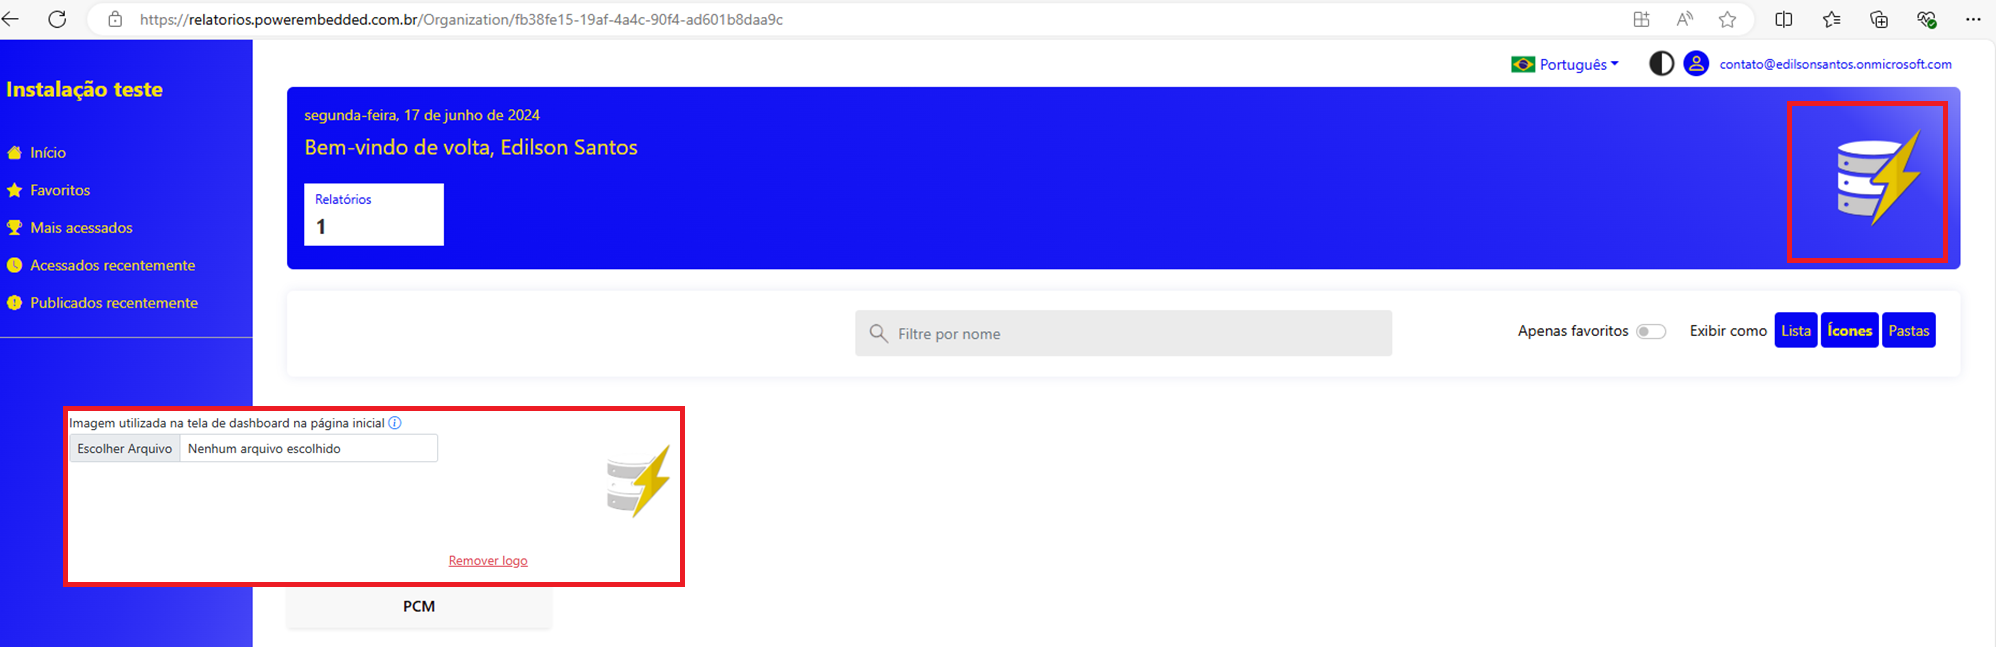 https://relatorios.powerembedded.com.br/Organization/fb38fe15-19af-4a4c-90f4-ad601b8daa9c
Português
contato@edilsonsantos.onmicrosoft.com
Instalação teste
Início
Favoritos
Mais acessados
Acessados recentemente
Publicados recentemente
segunda-feira, 17 de junho de 2024
Bem-vindo de volta, Edilson Santos
Relatórios
1
Filtre por nome
Apenas favoritos
Exibir como Lista Ícones Pastas
Imagem utilizada na tela de dashboard na página inicial
Escolher Arquivo Nenhum arquivo escolhido
Remover logo
PCM